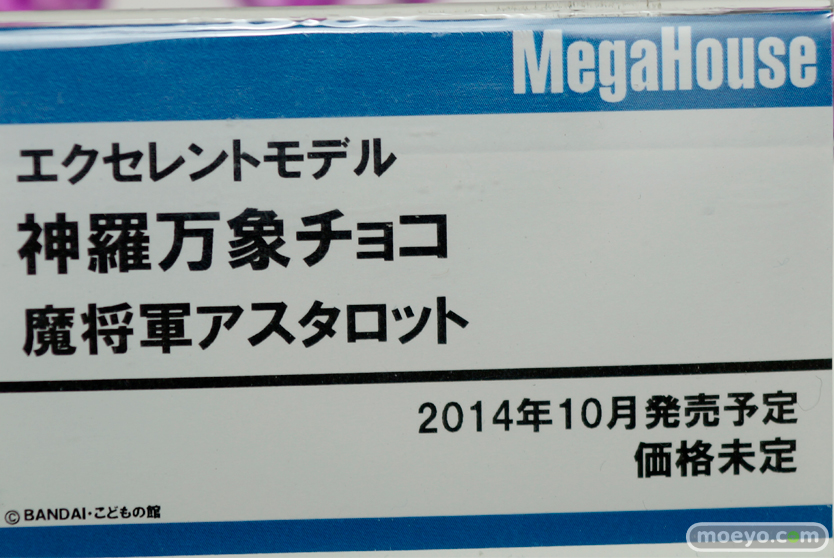 MegaHouse
エクセレントモデル
神羅万象チョコ
魔将軍アスタロット
2014年10月発売予定
価格未定
©BANDAI・こどもの館
moeyo.com